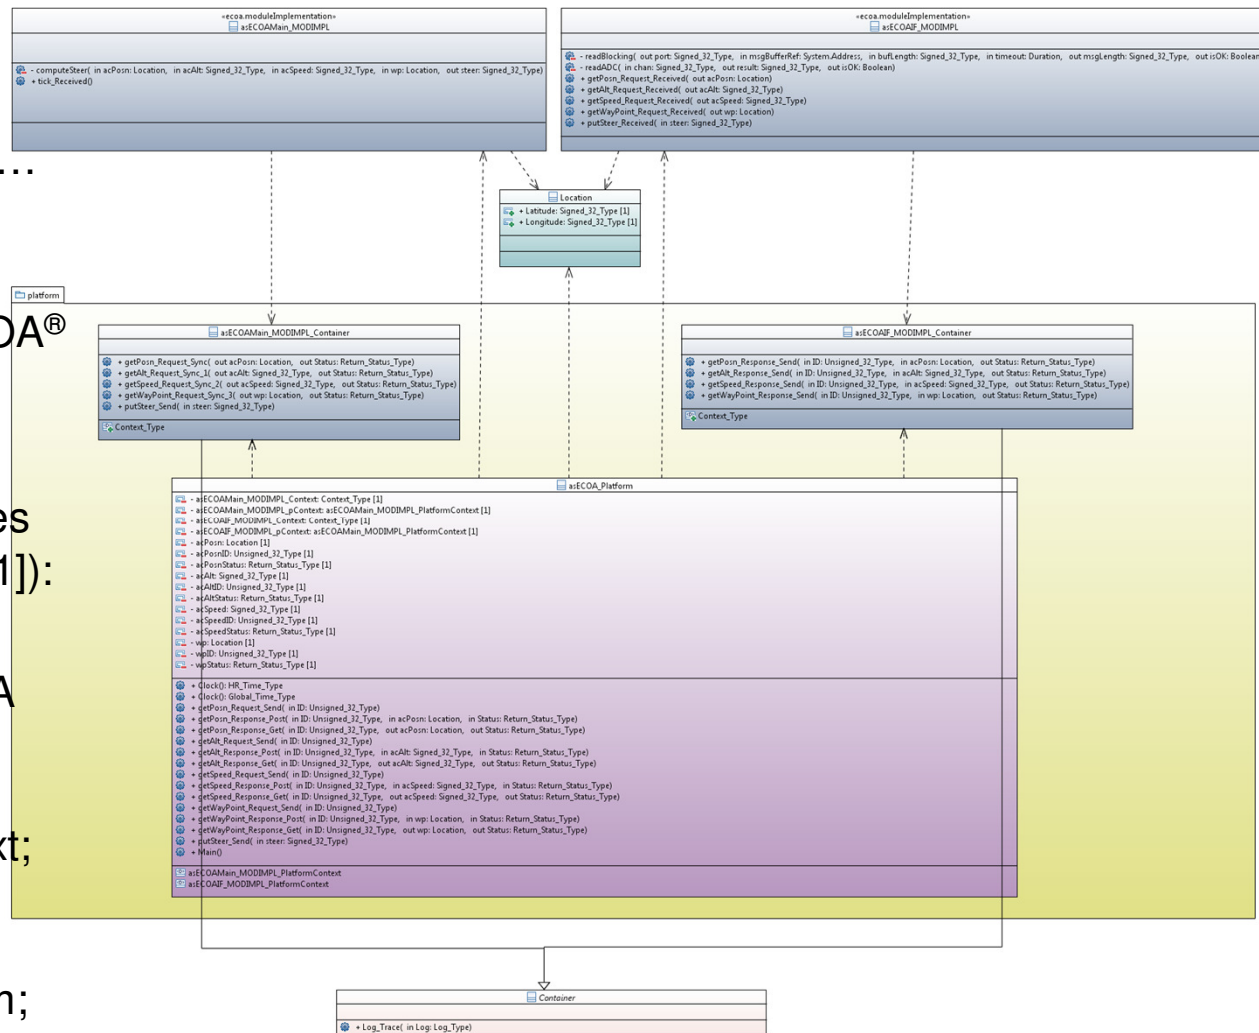 «ecoa.moduleImplementation»
asECOAMain_MODIMPL
- computeSteer( in acPosn: Location, in acAlt: Signed_32_Type, in acSpeed: Signed_32_Type, in wp: Location, out steer: Signed_32_Type)
+ tick_Received()
«ecoa.moduleImplementation»
asECOAIF_MODIMPL
- readBlocking( out port: Signed_32_Type, in msgBufferRef: System.Address, in bufLength: Signed_32_Type, in timeout: Duration, out msgLength: Signed_32_Type, out isOK: Boolean
- readADC( in chan: Signed_32_Type, out result: Signed_32_Type, out isOK: Boolean)
+ getPosn_Request_Received( out acPosn: Location)
+ getAlt_Request_Received( out acAlt: Signed_32_Type)
+ getSpeed_Request_Received( out acSpeed: Signed_32_Type)
+ getWayPoint_Request_Received( out wp: Location)
+ putSteer_Received( in steer: Signed_32_Type)
...
Location
+ Latitude: Signed_32_Type [1]
+ Longitude: Signed_32_Type [1]
platform
OA®
asECOAMain_MODIMPL_Container
+ getPosn_Request_Sync( out acPosn: Location, out Status: Return_Status_Type)
+ getAlt_Request_Sync_1( out acAlt: Signed_32_Type, out Status: Return_Status_Type)
+ getSpeed_Request_Sync_2( out acSpeed: Signed_32_Type, out Status: Return_Status_Type)
+ getWayPoint_Request_Sync_3( out wp: Location, out Status: Return_Status_Type)
+ putSteer_Send( in steer: Signed_32_Type)
Context_Type
asECOAIF_MODIMPL_Container
+ getPosn_Response_Send( in ID: Unsigned_32_Type, in acPosn: Location, out Status: Return_Status_Type)
+ getAlt_Response_Send( in ID: Unsigned_32_Type, in acAlt: Signed_32_Type, out Status: Return_Status_Type)
+ getSpeed_Response_Send( in ID: Unsigned_32_Type, in acSpeed: Signed_32_Type, out Status: Return_Status_Type)
+ getWayPoint_Response_Send( in ID: Unsigned_32_Type, in wp: Location, out Status: Return_Status_Type)
Context_Type
es
1]):
A
xt;
n;
asECOA_Platform
- asECOAMain_MODIMPL_Context: Context_Type [1]
- asECOAMain_MODIMPL_pContext: asECOAMain_MODIMPL_PlatformContext [1]
- asECOAIF_MODIMPL_Context: Context_Type [1]
- asECOAIF_MODIMPL_pContext: asECOAMain_MODIMPL_PlatformContext [1]
- acPosn: Location [1]
- acPosnID: Unsigned_32_Type [1]
- acPosnStatus: Return_Status_Type [1]
- acAlt: Signed_32_Type [1]
- acAltID: Unsigned_32_Type [1]
- acAltStatus: Return_Status_Type [1]
- acSpeed: Signed_32_Type [1]
- acSpeedID: Unsigned_32_Type [1]
- acSpeedStatus: Return_Status_Type [1]
- wp: Location [1]
- wpID: Unsigned_32_Type [1]
- wpStatus: Return_Status_Type [1]
+ Clock(): HR_Time_Type
+ Clock(): Global_Time_Type
+ getPosn_Request_Send( in ID: Unsigned_32_Type)
+ getPosn_Response_Post( in ID: Unsigned_32_Type, in acPosn: Location, in Status: Return_Status_Type)
+ getPosn_Response_Get( in ID: Unsigned_32_Type, out acPosn: Location, out Status: Return_Status_Type)
+ getAlt_Request_Send( in ID: Unsigned_32_Type)
+ getAlt_Response_Post( in ID: Unsigned_32_Type, in acAlt: Signed_32_Type, in Status: Return_Status_Type)
+ getAlt_Response_Get( in ID: Unsigned_32_Type, out acAlt: Signed_32_Type, out Status: Return_Status_Type)
+ getSpeed_Request_Send( in ID: Unsigned_32_Type)
+ getSpeed_Response_Post( in ID: Unsigned_32_Type, in acSpeed: Signed_32_Type, in Status: Return_Status_Type)
+ getSpeed_Response_Get( in ID: Unsigned_32_Type, out acSpeed: Signed_32_Type, out Status: Return_Status_Type)
+ getWayPoint_Request_Send( in ID: Unsigned_32_Type)
+ getWayPoint_Response_Post( in ID: Unsigned_32_Type, in wp: Location, in Status: Return_Status_Type)
+ getWayPoint_Response_Get( in ID: Unsigned_32_Type, out wp: Location, out Status: Return_Status_Type)
+ putSteer_Send( in steer: Signed_32_Type)
+ Main()
asECOAMain_MODIMPL_PlatformContext
asECOAIF_MODIMPL_PlatformContext
Container
+ Log_Trace( in Log: Log_Type)